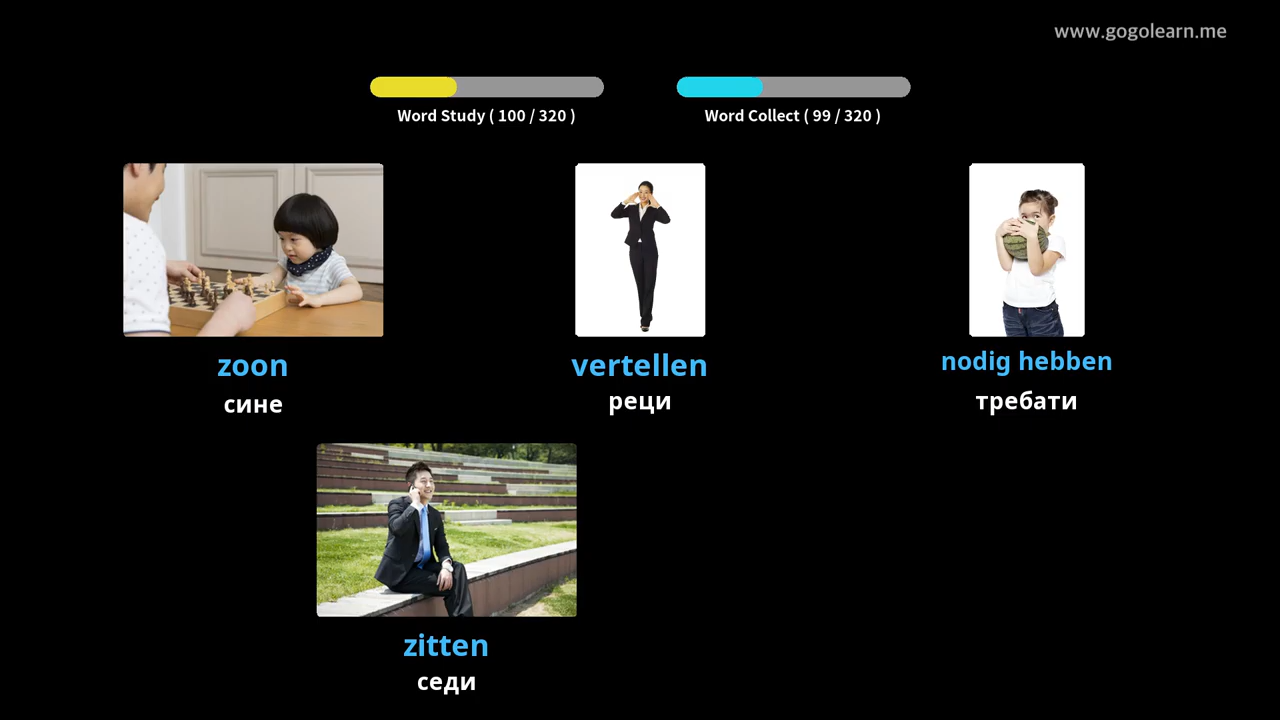 www.gogolearn.me
Word Study ( 100 / 320 )
Word Collect ( 99 / 320 )
zoon
сине
vertellen
реци
nodig hebben
требати
zitten
седи